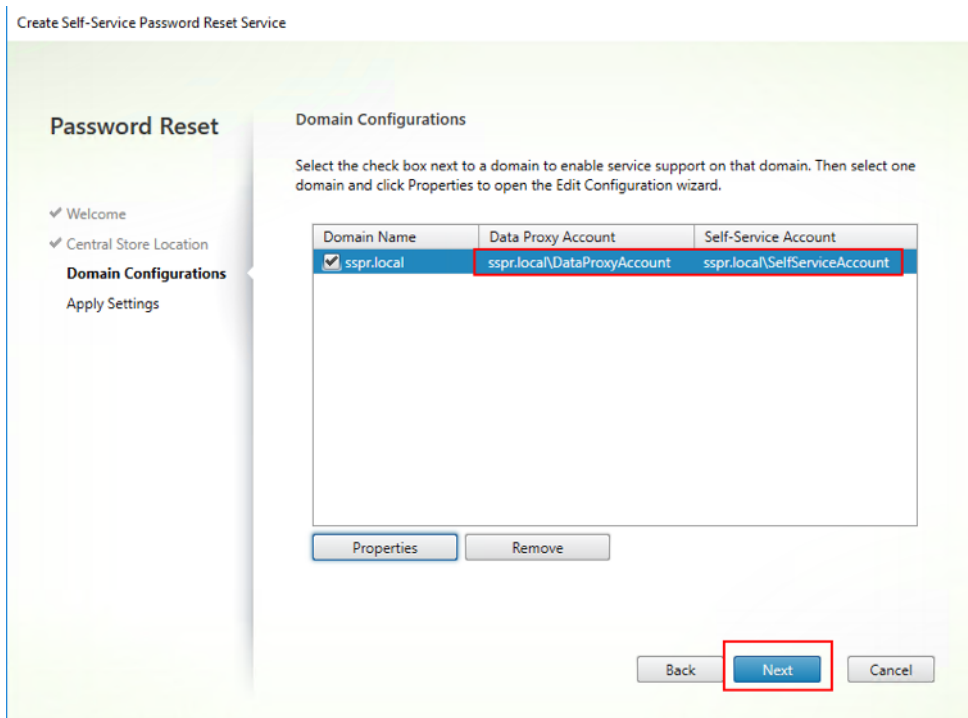 Create Self-Service Password Reset Service
Password Reset
✔ Welcome
✔ Central Store Location
Domain Configurations
Apply Settings
Domain Configurations
Select the check box next to a domain to enable service support on that domain. Then select one
domain and click Properties to open the Edit Configuration wizard.
Domain Name Data Proxy Account Self-Service Account
sspr.local sspr.local\DataProxyAccount sspr.local\SelfServiceAccount
Properties Remove
Back Next Cancel